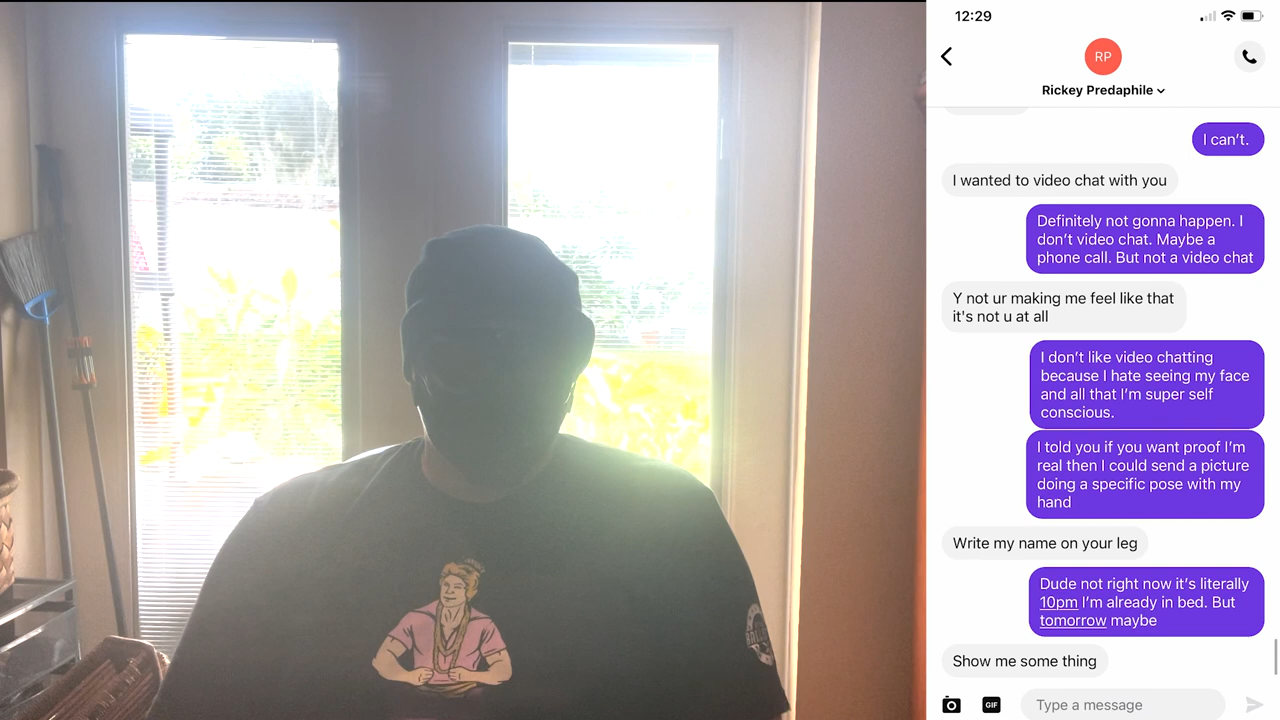 12:29
RP
Rickey Predaphile
I can't.
I wanted to video chat with you
Definitely not gonna happen. I
don't video chat. Maybe a
phone call. But not a video chat
Y not ur making me feel like that
it's not u at all
I don't like video chatting
because I hate seeing my face
and all that I'm super self
conscious.
I told you if you want proof I'm
real then I could send a picture
doing a specific pose with my
hand
Write my name on your leg
Dude not right now it's literally
10pm I'm already in bed. But
tomorrow maybe
Show me some thing
GIF
Type a message